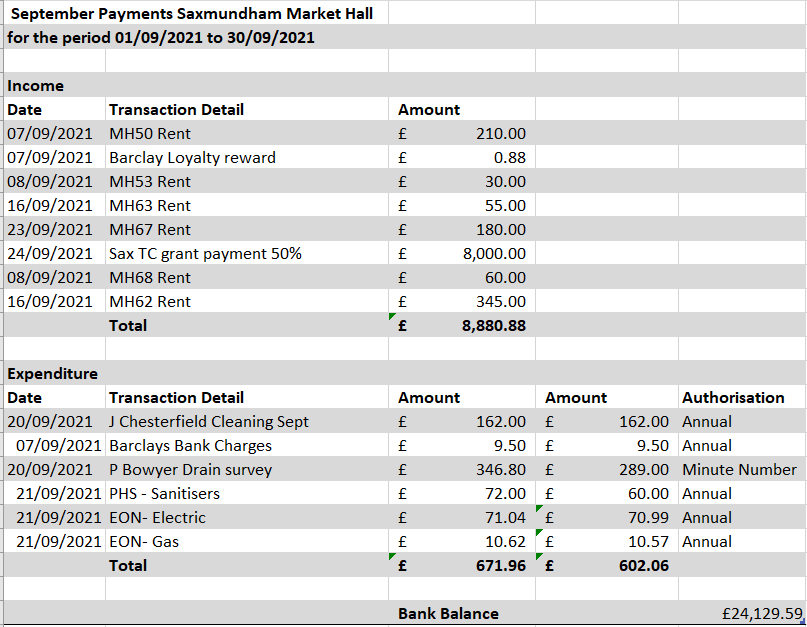 September Payments Saxmundham Market Hall
for the period 01/09/2021 to 30/09/2021
Income
Date Transaction Detail Amount
07/09/2021 MH50 Rent £ 210.00
07/09/2021 Barclay Loyalty reward £ 0.88
08/09/2021 MH53 Rent £ 30.00
16/09/2021 MH63 Rent £ 55.00
23/09/2021 MH67 Rent £ 180.00
24/09/2021 Sax TC grant payment 50% £ 8,000.00
08/09/2021 MH68 Rent £ 60.00
16/09/2021 MH62 Rent £ 345.00
Total £ 8,880.88
Expenditure
Date Transaction Detail Amount Amount Authorisation
20/09/2021 J Chesterfield Cleaning Sept £ 162.00 £ 162.00 Annual
07/09/2021 Barclays Bank Charges £ 9.50 £ 9.50 Annual
20/09/2021 P Bowyer Drain survey £ 346.80 £ 289.00 Minute Number
21/09/2021 PHS - Sanitisers £ 72.00 £ 60.00 Annual
21/09/2021 EON- Electric £ 71.04 £ 70.99 Annual
21/09/2021 EON- Gas £ 10.62 £ 10.57 Annual
Total £ 671.96 £ 602.06
Bank Balance £24,129.59